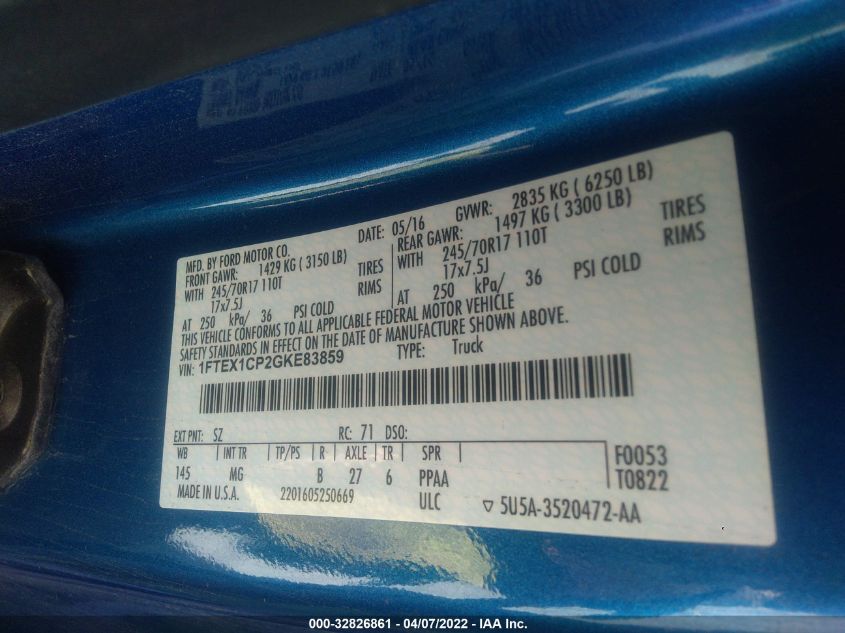 MFD. BY FORD MOTOR CO.
DATE: 05/16 GVWR: 2835 KG ( 6250 LB)
FRONT GAWR: 1429 KG ( 3150 LB)
REAR GAWR: 1497 KG ( 3300 LB)
WITH 245/70R17 110T TIRES
WITH 245/70R17 110T TIRES
17x7.5J RIMS
17x7.5J RIMS
AT 250 kPa/ 36 PSI COLD
AT 250 kPa/ 36 PSI COLD
THIS VEHICLE CONFORMS TO ALL APPLICABLE FEDERAL MOTOR VEHICLE
SAFETY STANDARDS IN EFFECT ON THE DATE OF MANUFACTURE SHOWN ABOVE.
VIN: 1FTEX1CP2GKE83859 TYPE: Truck
EXT PNT: SZ RC: 71 DSO:
WB INT TR TP/PS R AXLE TR SPR F0053
145 MG B 27 6 PPAA T0822
MADE IN U.S.A. 2201605250669 ULC ▽ 5U5A-3520472-AA
000-32826861 - 04/07/2022 - IAA Inc.